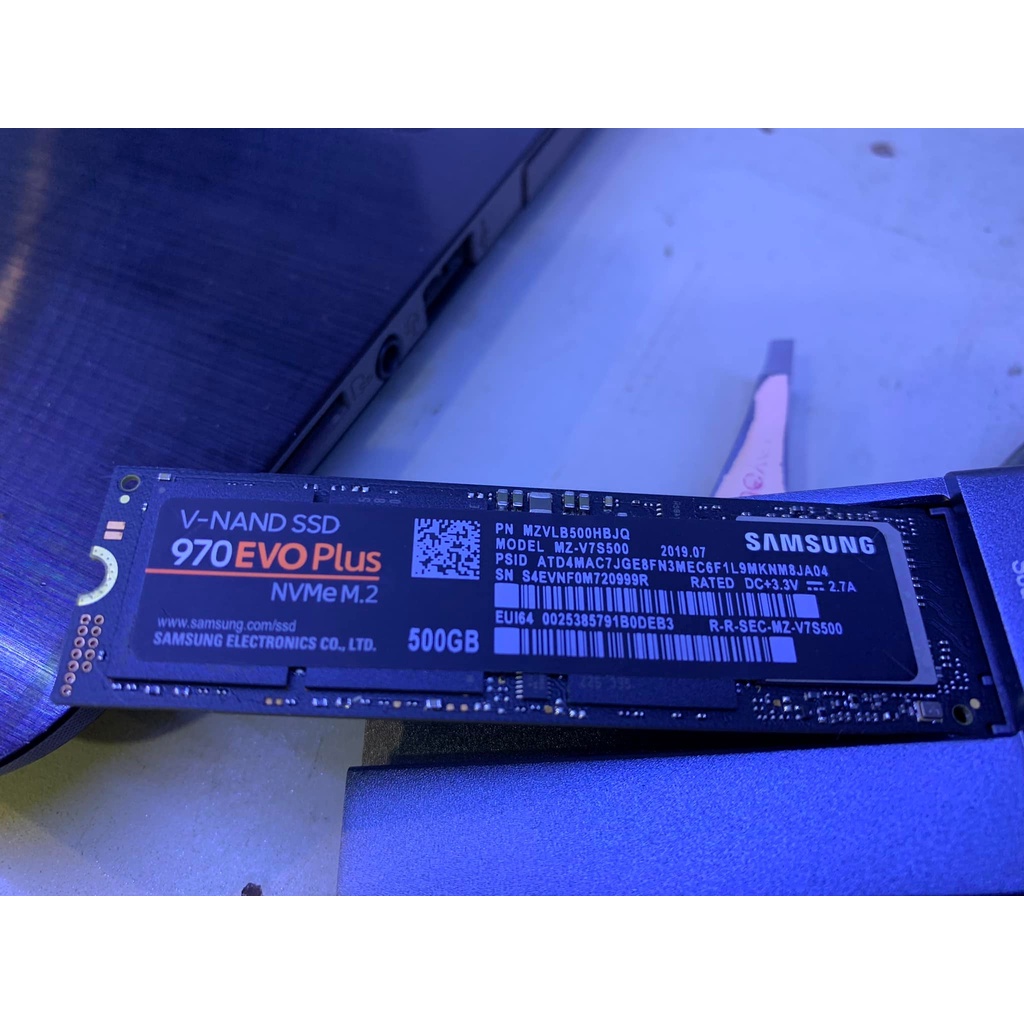 V-NAND SSD
970 EVO Plus
NVMe M.2
www.samsung.com/ssd
SAMSUNG ELECTRONICS CO., LTD.
500GB
PN MZVLB500HBJQ
MODEL MZ-V7S500 2019.07
SAMSUNG
PSID ATD4MAC7JGE8FN3MEC6F1L9MKNM8JA04
SN S4EVNF0M720999R RATED DC+3.3V ⎓ 2.7A
EUI64 0025385791B0DEB3 R-R-SEC-MZ-V7S500